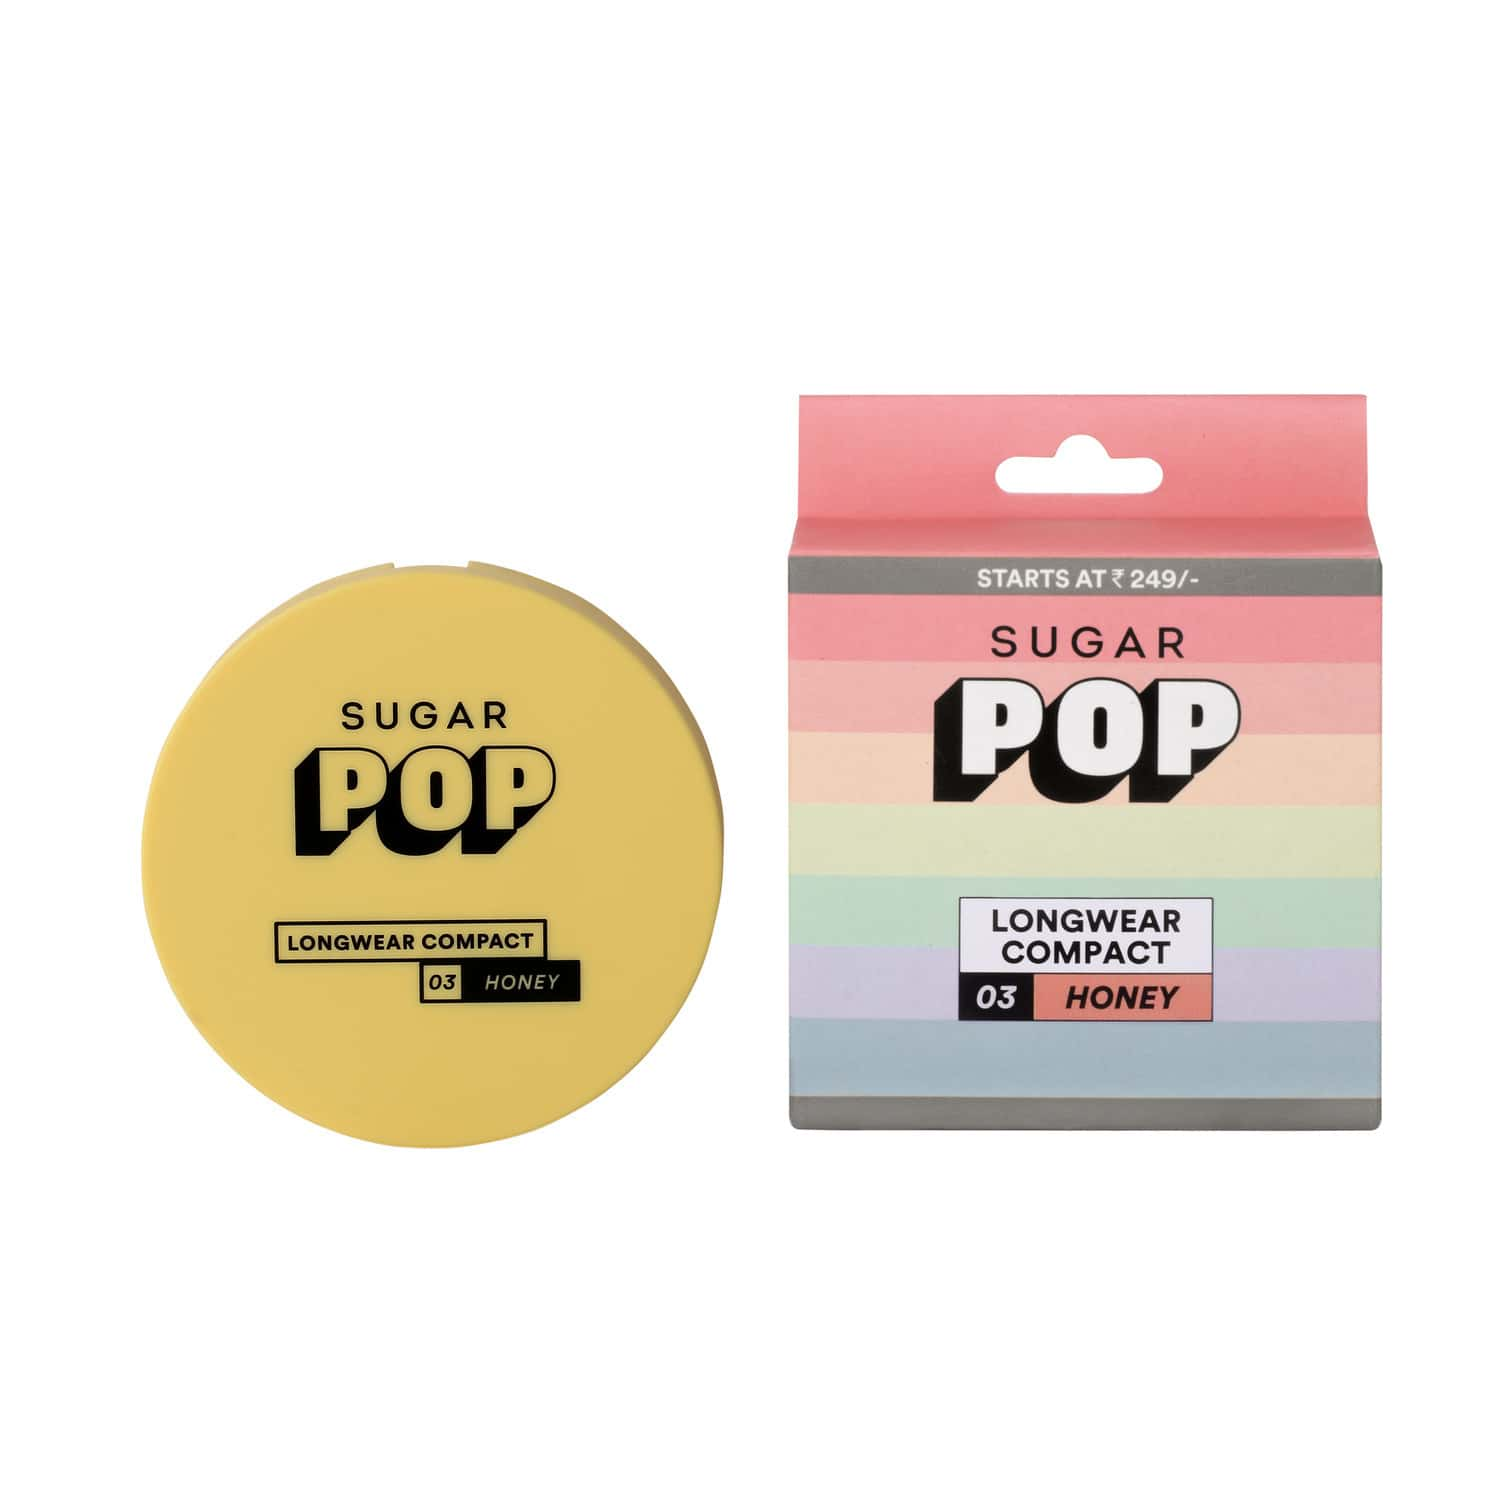 SUGAR
POP
LONGWEAR COMPACT
03 HONEY
STARTS AT ₹ 249/-
SUGAR
POP
LONGWEAR
COMPACT
03 HONEY